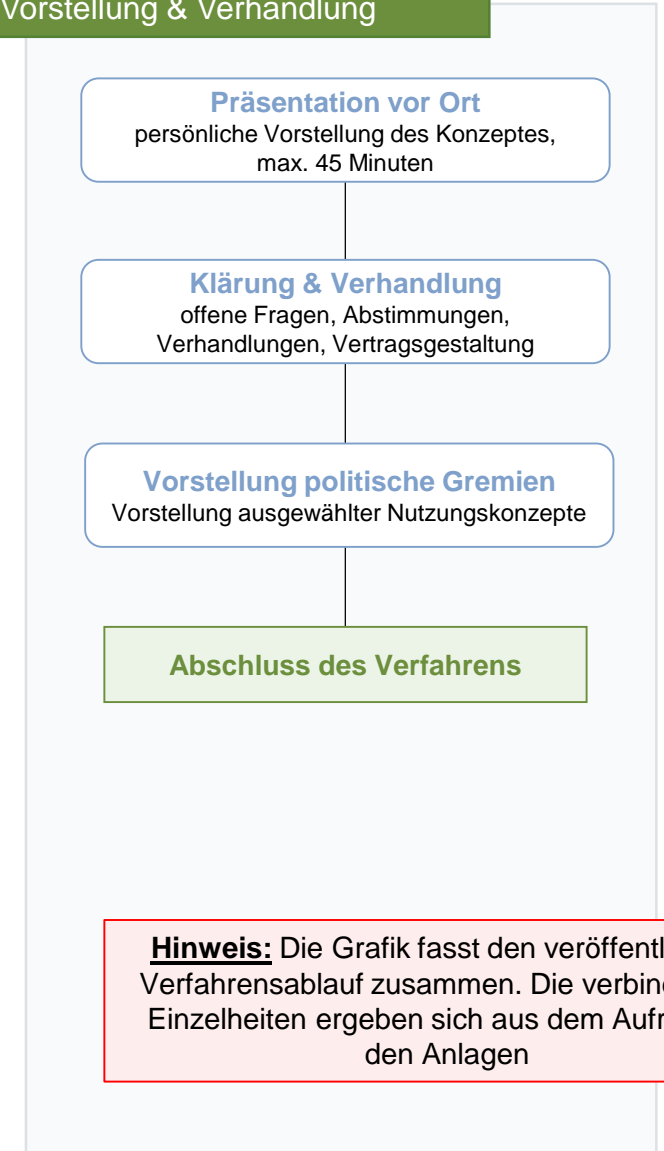 Vorstellung & Verhandlung
Präsentation vor Ort
persönliche Vorstellung des Konzeptes,
max. 45 Minuten
Klärung & Verhandlung
offene Fragen, Abstimmungen,
Verhandlungen, Vertragsgestaltung
Vorstellung politische Gremien
Vorstellung ausgewählter Nutzungskonzepte
Abschluss des Verfahrens
Hinweis: Die Grafik fasst den
Verfahrensablauf zusammen. Die
Einzelheiten ergeben sich aus dem
den Anlagen